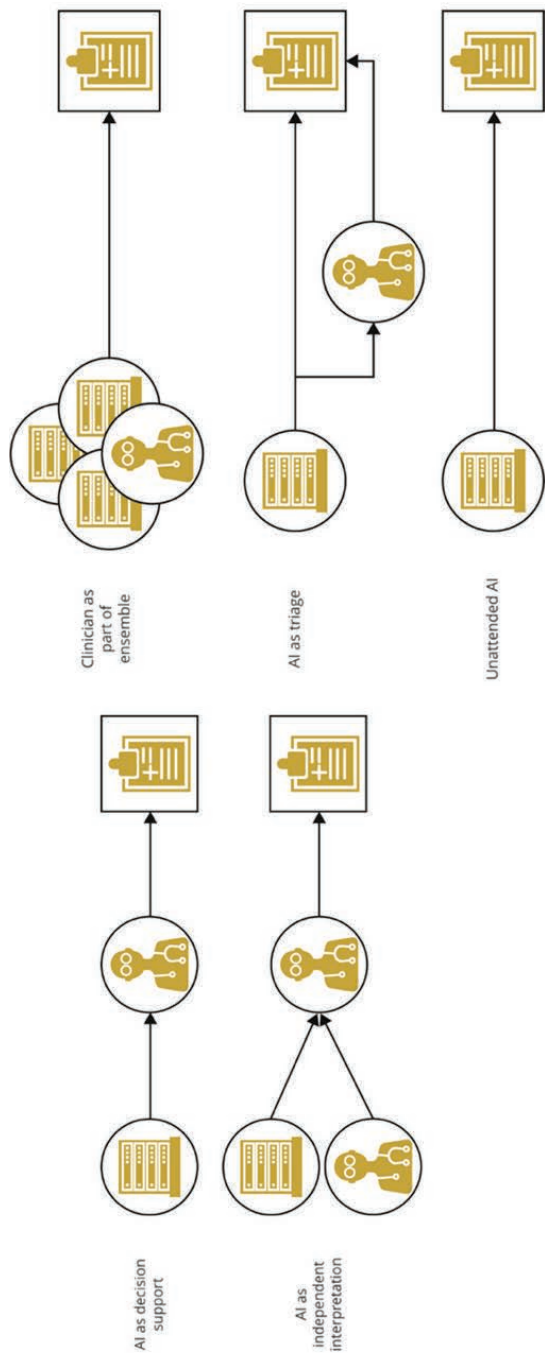 AI as decision
support
AI as
independent
interpretation
Clinician as
part of
ensemble
AI as triage
Unattended AI